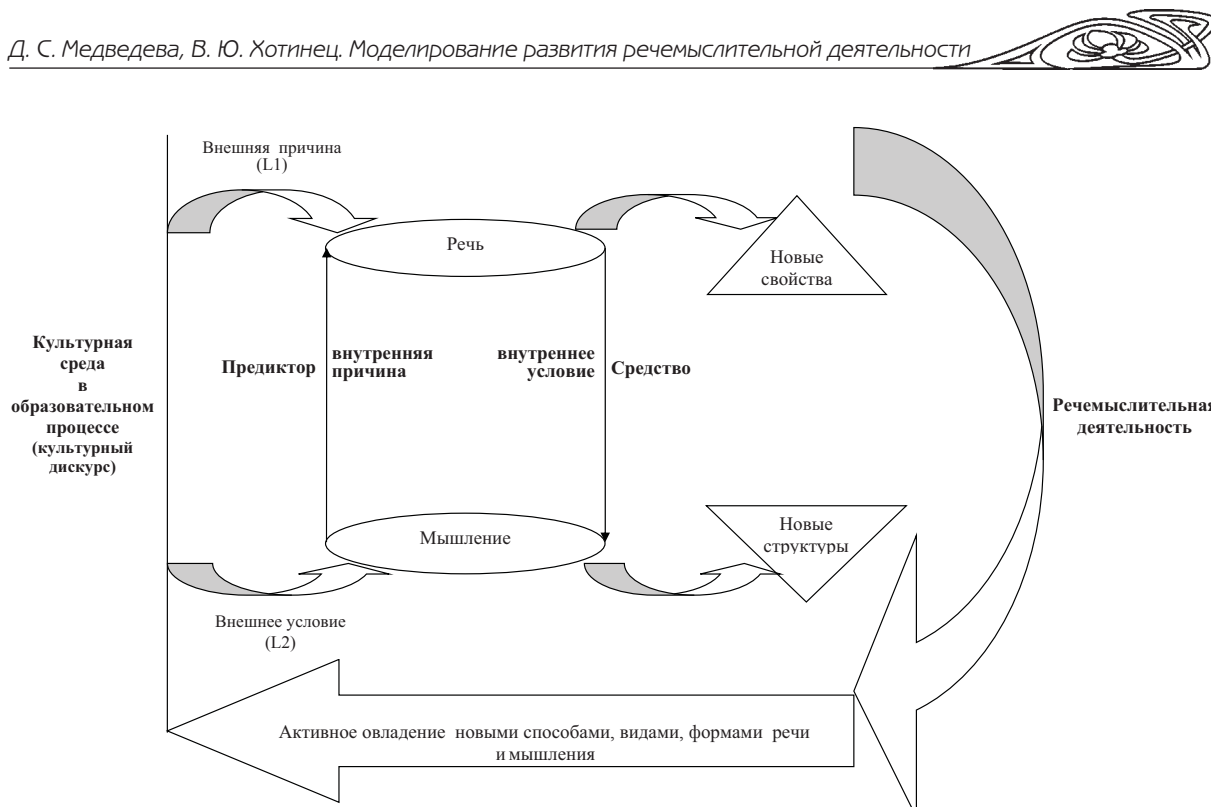 Д. С. Медведева, В. Ю. Хотинец. Моделирование развития речемыслительной деятельности
Внешняя причина
(L1)
Речь
Новые
свойства
Культурная
среда
в
образовательном
процессе
(культурный
дискурс)
Предиктор
внутренняя
причина
внутреннее
условие
Средство
Речемыслительная
деятельность
Мышление
Новые
структуры
Внешнее условие
(L2)
Активное овладение новыми способами, видами, формами речи
и мышления